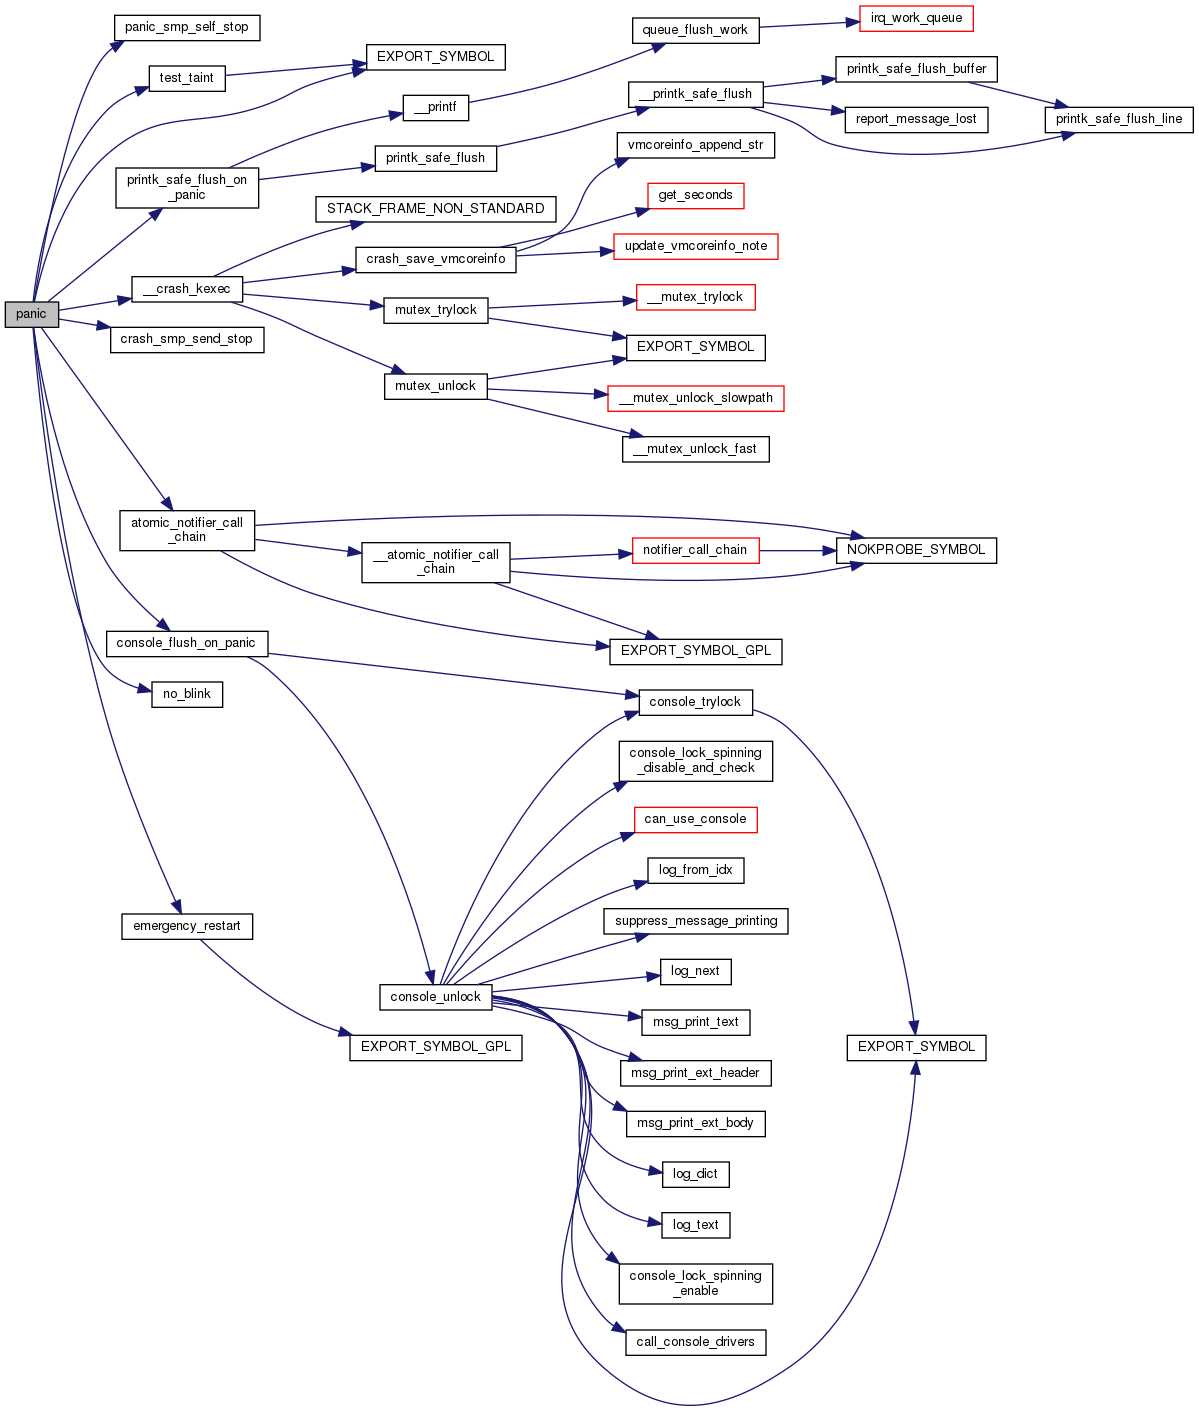 panic
panic_smp_self_stop
test_taint
EXPORT_SYMBOL
printk_safe_flush_on
_panic
__printf
queue_flush_work
irq_work_queue
printk_safe_flush
__printk_safe_flush
printk_safe_flush_buffer
report_message_lost
printk_safe_flush_line
__crash_kexec
STACK_FRAME_NON_STANDARD
crash_save_vmcoreinfo
vmcoreinfo_append_str
get_seconds
update_vmcoreinfo_note
mutex_trylock
__mutex_trylock
EXPORT_SYMBOL
mutex_unlock
__mutex_unlock_slowpath
__mutex_unlock_fast
crash_smp_send_stop
atomic_notifier_call
_chain
__atomic_notifier_call
_chain
notifier_call_chain
NOKPROBE_SYMBOL
EXPORT_SYMBOL_GPL
console_flush_on_panic
no_blink
console_trylock
console_lock_spinning
_disable_and_check
can_use_console
log_from_idx
suppress_message_printing
log_next
msg_print_text
msg_print_ext_header
msg_print_ext_body
log_dict
log_text
console_lock_spinning
_enable
call_console_drivers
console_unlock
EXPORT_SYMBOL
emergency_restart
EXPORT_SYMBOL_GPL